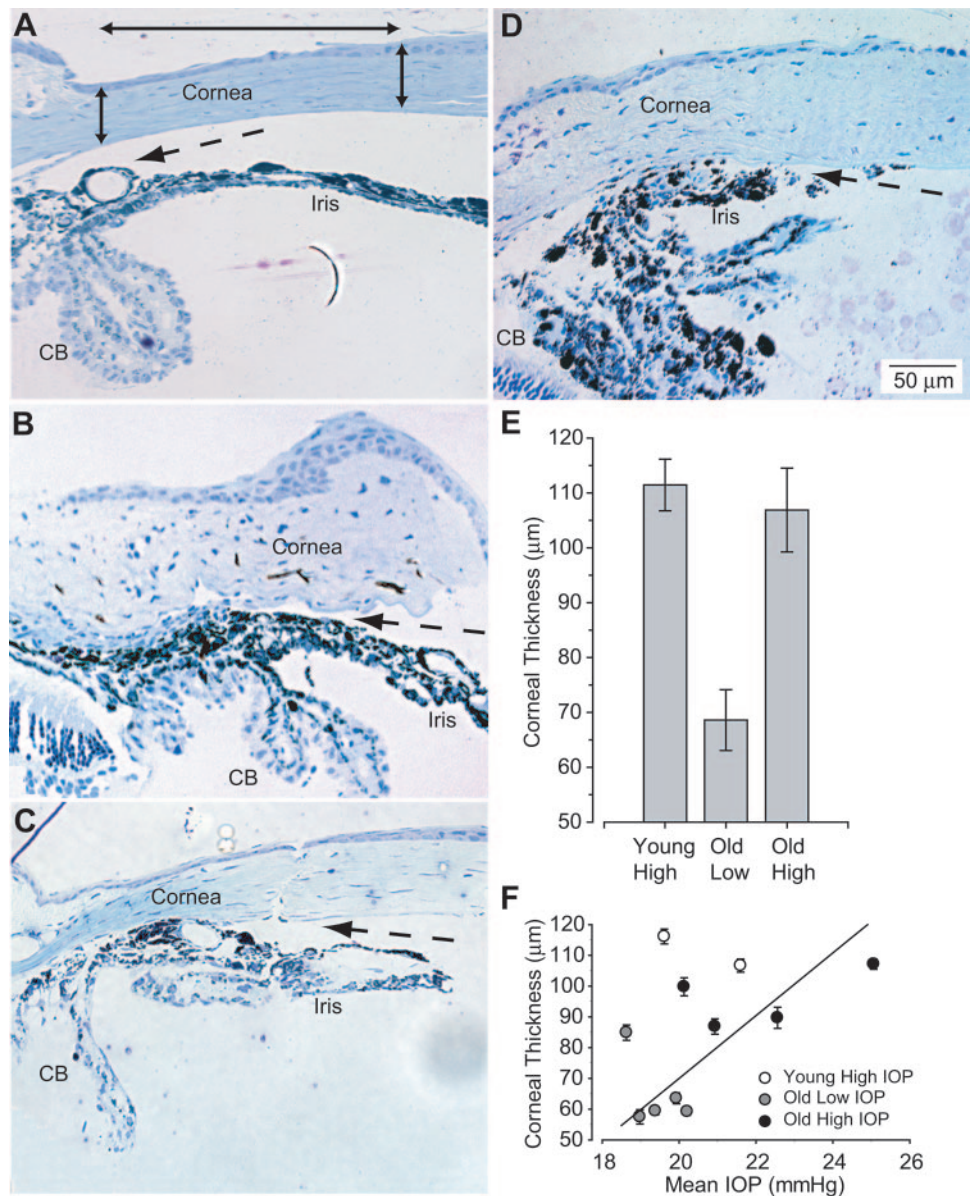 A
Cornea
Iris
CB
B
Cornea
Iris
CB
C
Cornea
Iris
CB
D
Cornea
Iris
CB
50 μm
E
Corneal Thickness (μm)
120
110
100
90
80
70
60
50
Young High
Old Low
Old High
F
Corneal Thickness (μm)
120
110
100
90
80
70
60
50
Young High IOP
Old Low IOP
Old High IOP
18 20 22 24 26
Mean IOP (mmHg)